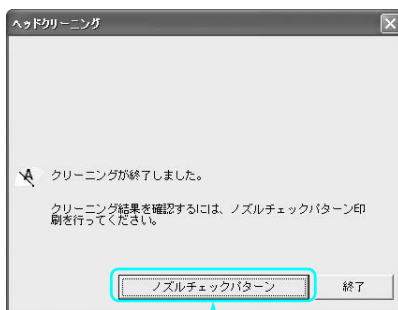 ヘッドクリーニング
クリーニングが終了しました。
クリーニング結果を確認するには、ノズルチェックパターン印
刷を行ってください。
ノズルチェックパターン
終了